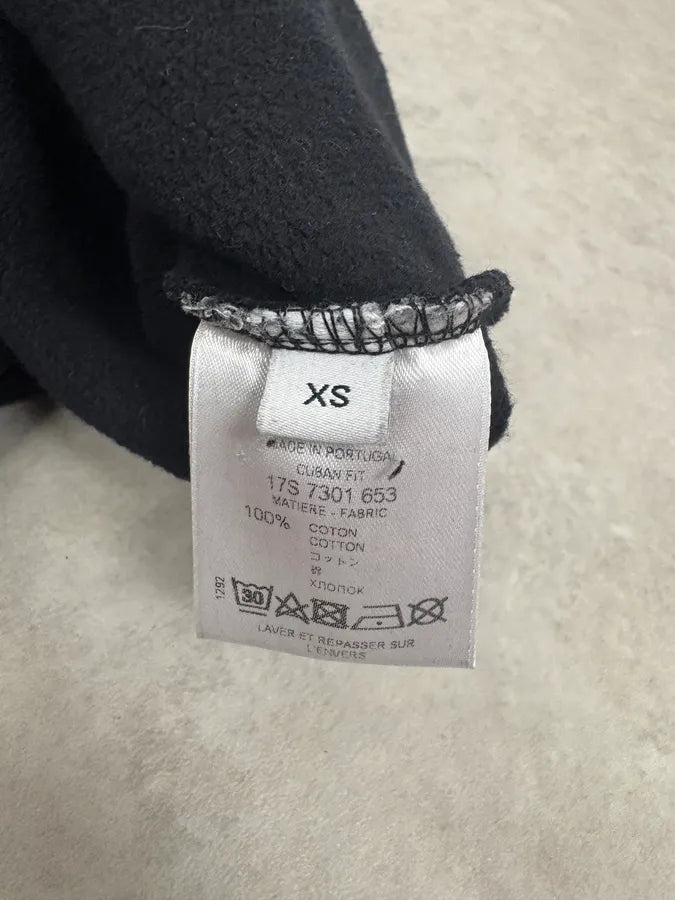 XS
MADE IN PORTUGAL
CUBAN FIT
17S 7301 653
MATIERE - FABRIC
100% COTON
COTTON
コットン
棉
ХЛОПОК
1292
30
LAVER ET REPASSER SUR
L'ENVERS